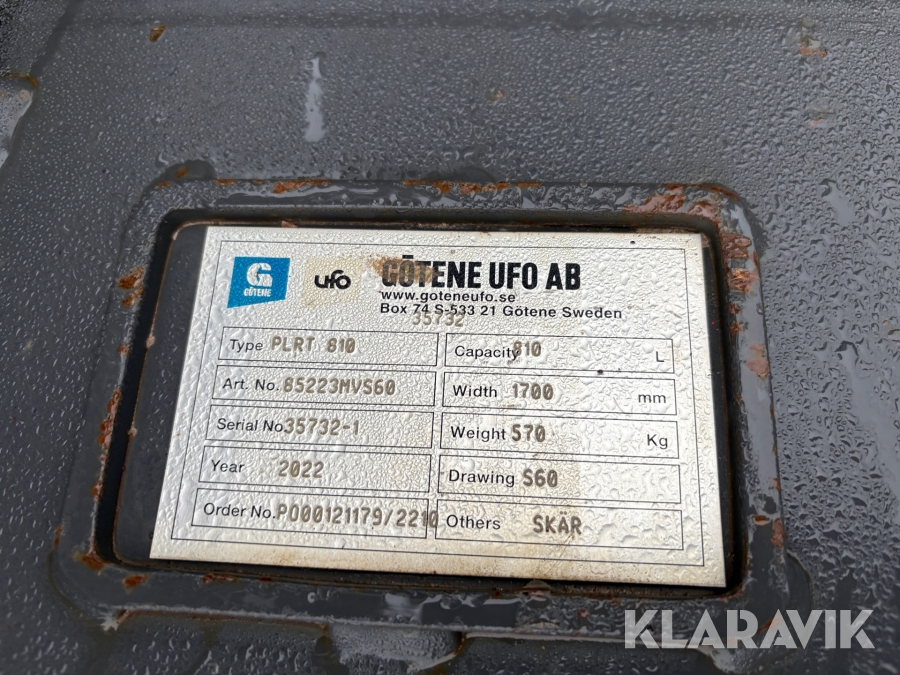 G
GÖTENE
ufo
GÖTENE UFO AB
www.goteneufo.se
Box 74 S-533 21 Götene Sweden
35732
Type PLRT 810
Capacity 810 L
Art. No. 85223MVS60
Width 1700 mm
Serial No 35732-1
Weight 570 Kg
Year 2022
Drawing S60
Order No. PO00121179/2210
Others SKÄR
KLARAVIK